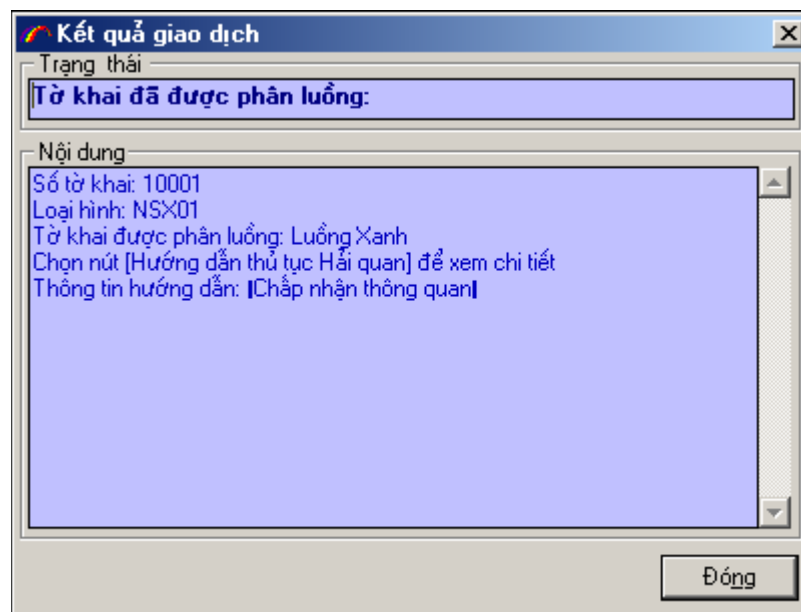 Kết quả giao dịch
Trạng thái
Tờ khai đã được phân luồng:
Nội dung
Số tờ khai: 10001
Loại hình: NSX01
Tờ khai được phân luồng: Luồng Xanh
Chọn nút [Hướng dẫn thủ tục Hải quan] để xem chi tiết
Thông tin hướng dẫn: |Chấp nhận thông quan|
Đóng